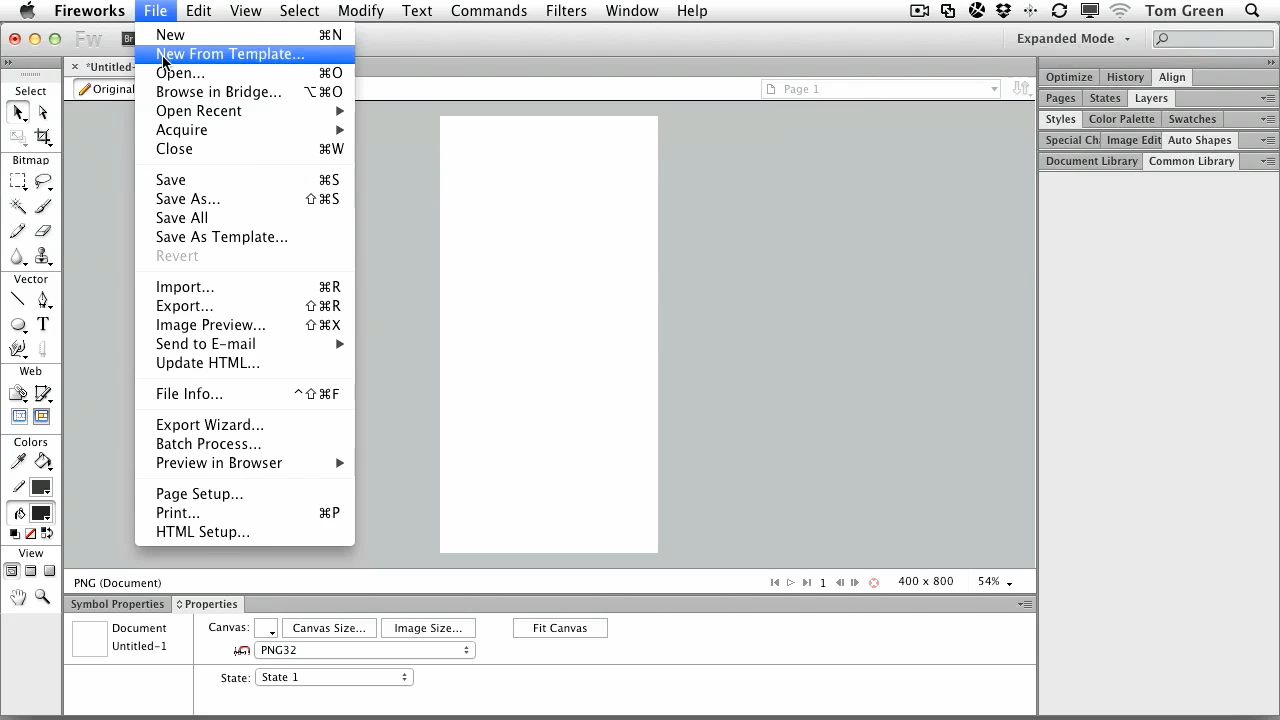 Fireworks File Edit View Select Modify Text Commands Filters Window Help Tom Green
Fw Br Expanded Mode
*Untitled-
Original Page 1
New ⌘N
New From Template...
Open... ⌘O
Browse in Bridge... ⌥⌘O
Open Recent
Acquire
Close ⌘W
Save ⌘S
Save As... ⇧⌘S
Save All
Save As Template...
Revert
Import... ⌘R
Export... ⇧⌘R
Image Preview... ⇧⌘X
Send to E-mail
Update HTML...
File Info... ^⇧⌘F
Export Wizard...
Batch Process...
Preview in Browser
Page Setup...
Print... ⌘P
HTML Setup...
Select
Bitmap
Vector
T
Web
Colors
View
Optimize History Align
Pages States Layers
Styles Color Palette Swatches
Special Ch Image Edit Auto Shapes
Document Library Common Library
PNG (Document) 1 400 x 800 54%
Symbol Properties Properties
Document Canvas: Canvas Size... Image Size... Fit Canvas
Untitled-1 PNG32
State: State 1